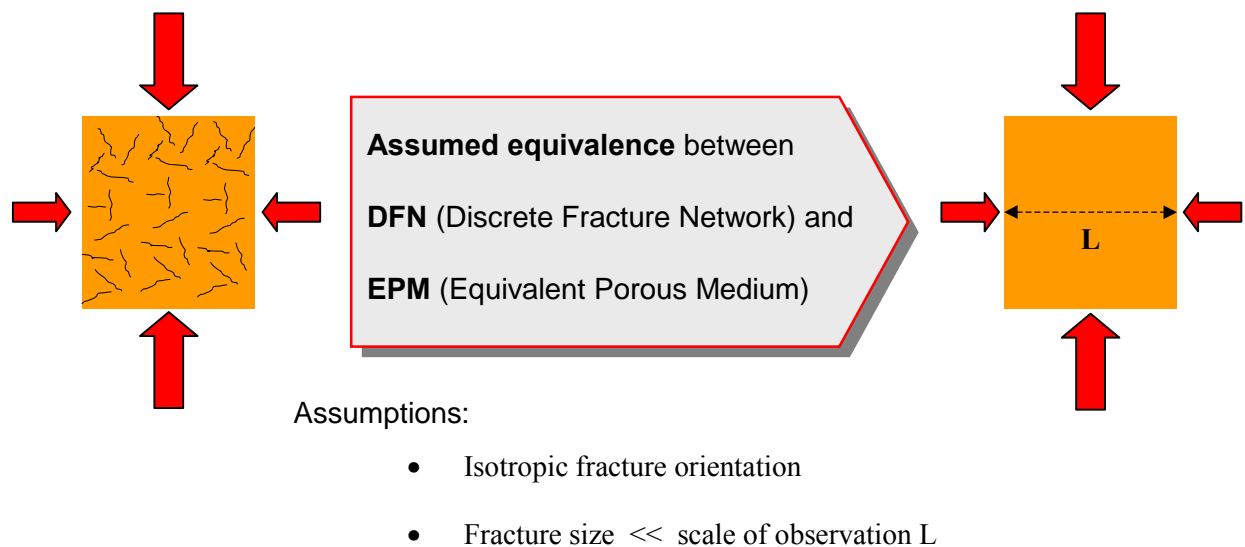 Assumed equivalence between
DFN (Discrete Fracture Network) and
EPM (Equivalent Porous Medium)
L
Assumptions:
• Isotropic fracture orientation
• Fracture size << scale of observation L